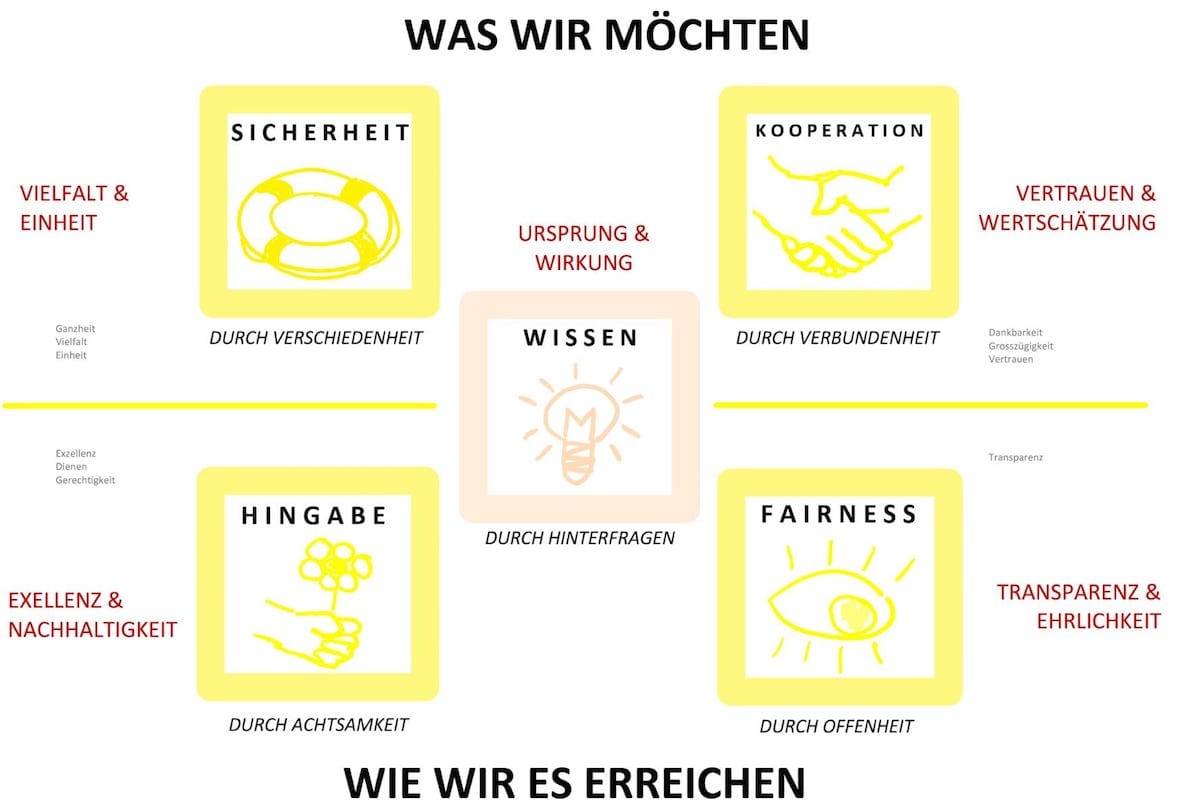 WAS WIR MÖCHTEN
SICHERHEIT
KOOPERATION
VIELFALT &
EINHEIT
URSPRUNG &
WIRKUNG
VERTRAUEN &
WERTSCHÄTZUNG
Ganzheit
Vielfalt
Einheit
DURCH VERSCHIEDENHEIT
WISSEN
DURCH VERBUNDENHEIT
Dankbarkeit
Grosszügigkeit
Vertrauen
Exzellenz
Dienen
Gerechtigkeit
Transparenz
HINGABE
DURCH HINTERFRAGEN
FAIRNESS
EXELLENZ &
NACHHALTIGKEIT
TRANSPARENZ &
EHRLICHKEIT
DURCH ACHTSAMKEIT
DURCH OFFENHEIT
WIE WIR ES ERREICHEN